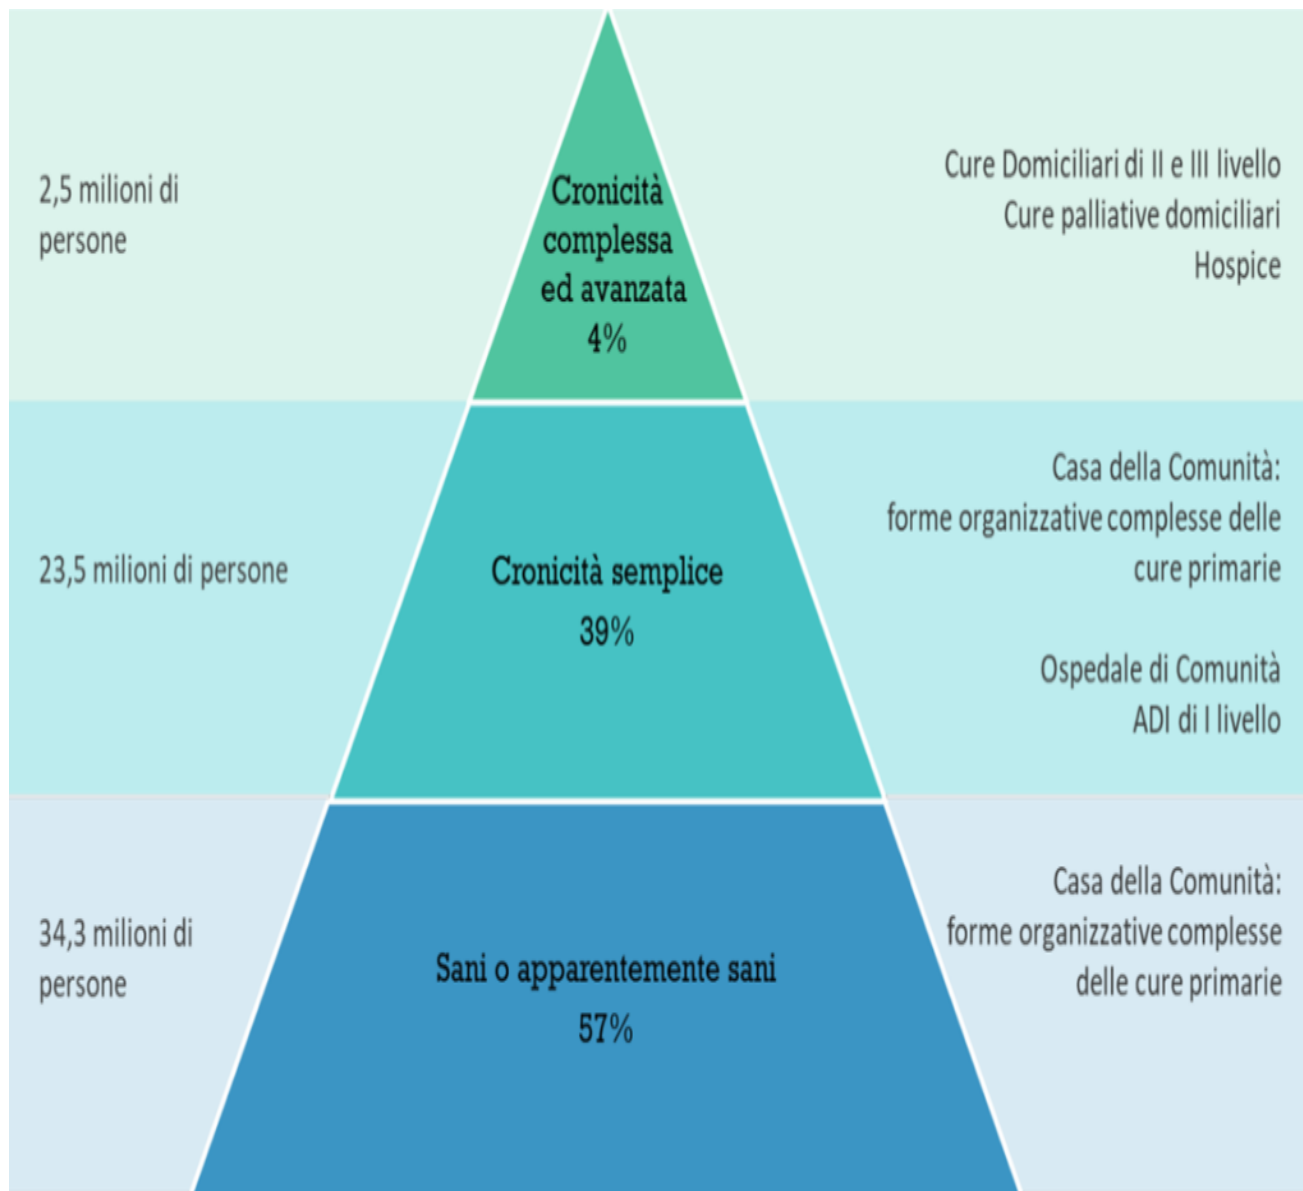 2,5 milioni di
persone
Cronicità
complessa
ed avanzata
4%
Cure Domiciliari di II e III livello
Cure palliative domiciliari
Hospice
23,5 milioni di persone
Cronicità semplice
39%
Casa della Comunità:
forme organizzative complesse delle
cure primarie
Ospedale di Comunità
ADI di I livello
34,3 milioni di
persone
Sani o apparentemente sani
57%
Casa della Comunità:
forme organizzative complesse
delle cure primarie